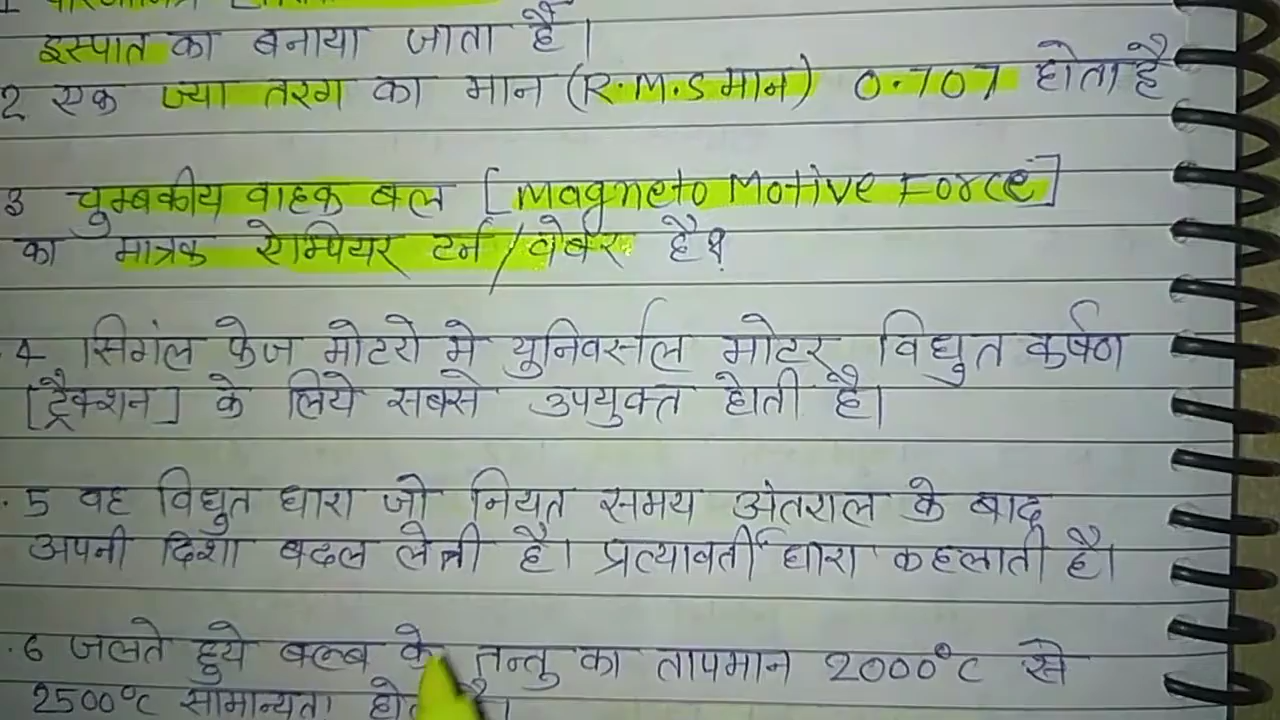 इस्पात का बनाया जाता है।
2 एक ज्या तरग का मान (R.M.S मान) 0.707 होता है
3 चुम्बकीय वाहक बल [Magneto Motive Force]
का मात्रक ऐम्पियर टर्न/वेबर है?
4 सिगंल फेज मोटरो मे युनिवर्सल मोटर विधुत कर्षण
[ट्रैक्शन] के लिये सबसे उपयुक्त होती है।
5 वह विधुत धारा जो नियत समय अंतराल के बाद
अपनी दिशा बदल लेती है। प्रत्यावर्ती धारा कहलाती है।
6 जलते हुये बल्ब के तन्तु का तापमान 2000°C से
2500°C सामान्यता है।